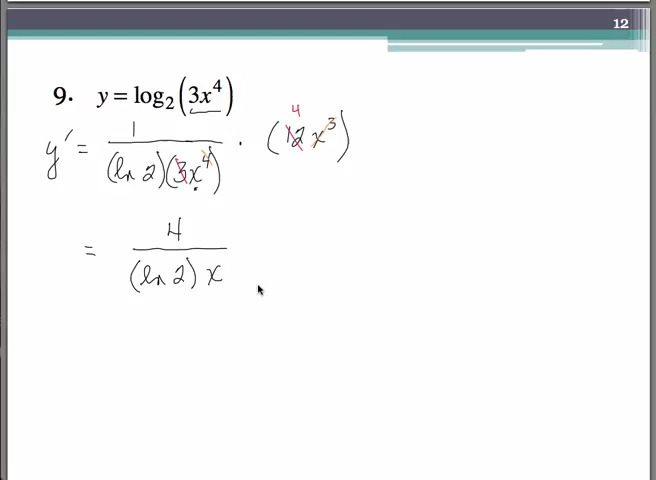 12
9. y = log₂(3x⁴)
y′ = 1/((ln 2)(3x⁴)) · (12x³) 4
= 4/((ln 2) x)